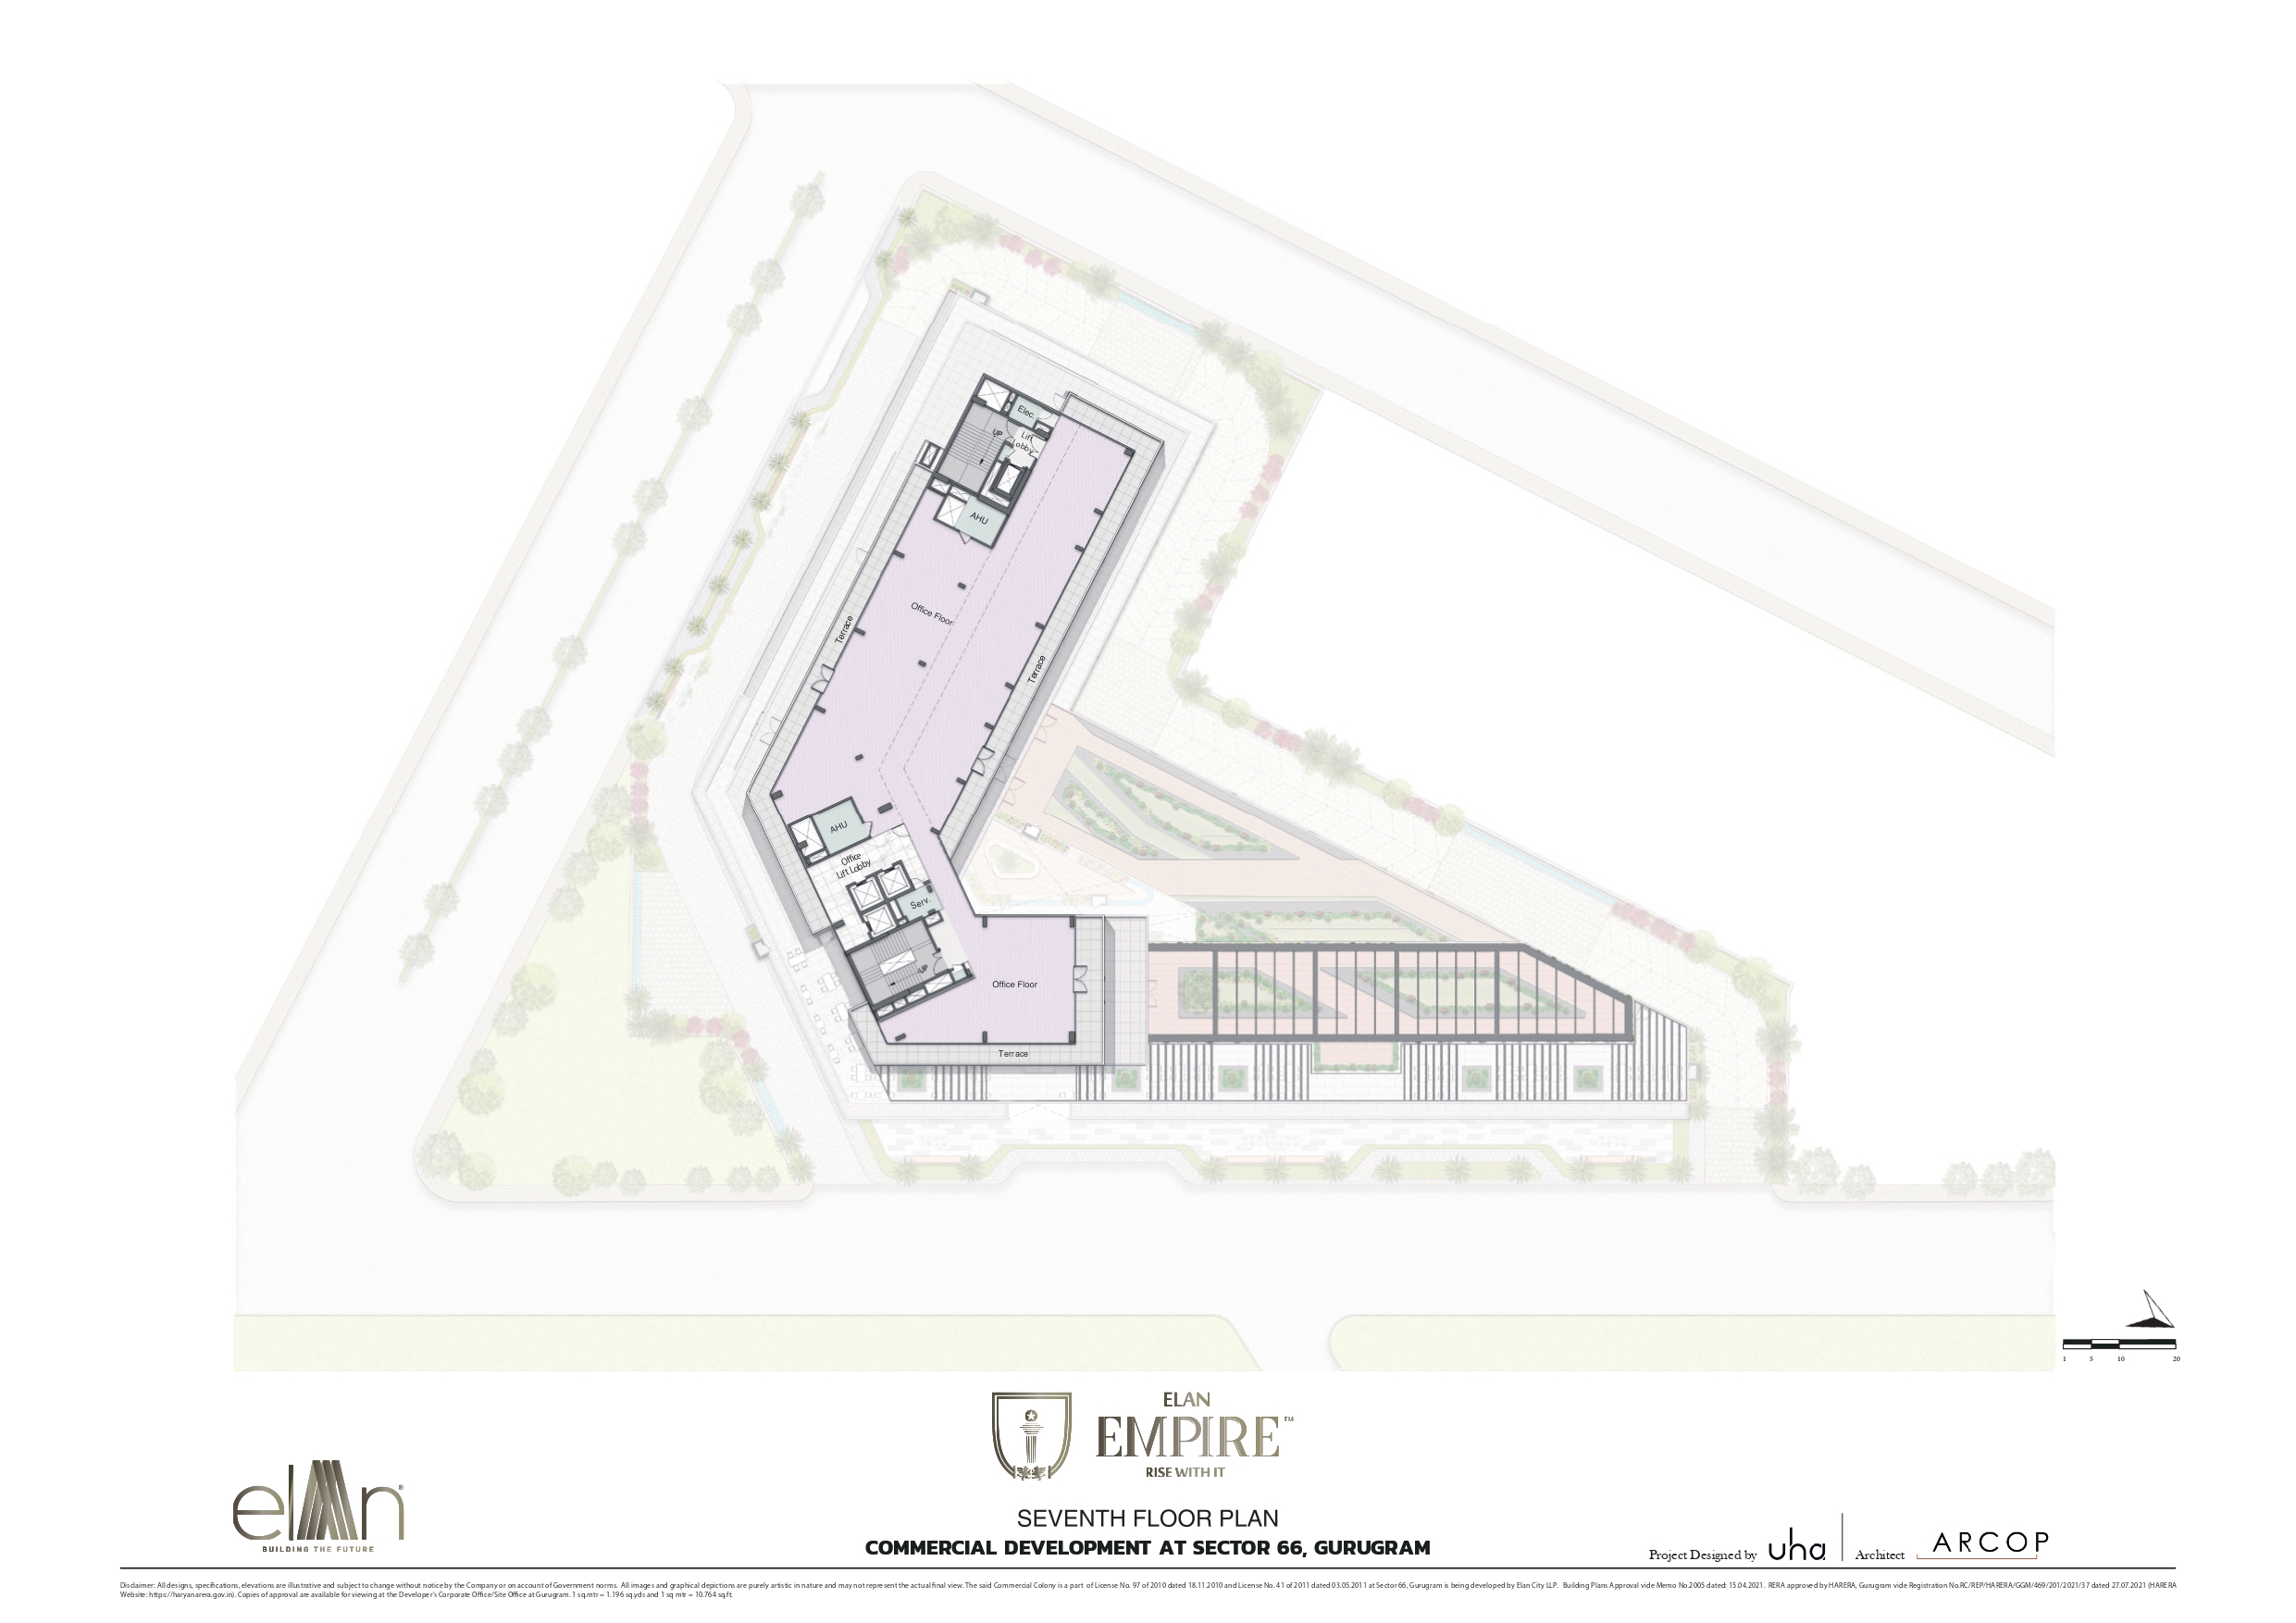 Elec.
UP
Lift
Lobby
AHU
Office Floor
Terrace
Terrace
AHU
Office
Lift Lobby
Serv.
UP
Office Floor
Terrace
1 5 10 20
ELAN
EMPIRE™
RISE WITH IT
elan®
BUILDING THE FUTURE
SEVENTH FLOOR PLAN
COMMERCIAL DEVELOPMENT AT SECTOR 66, GURUGRAM
Project Designed by uha Architect ARCOP
Disclaimer: All designs, specifications, elevations are illustrative and subject to change without notice by the Company or on account of Government norms. All images and graphical depictions are purely artistic in nature and may not represent the actual final view. The said Commercial Colony is a part of License No. 97 of 2010 dated 18.11.2010 and License No. 41 of 2011 dated 03.05.2011 at Sector 66, Gurugram is being developed by Elan City LLP. Building Plans Approval vide Memo No.2005 dated: 15.04.2021. RERA approved by HARERA, Gurugram vide Registration No.RC/REP/HARERA/GGM/469/201/2021/37 dated 27.07.2021 (HARERA
Website: https://haryanarera.gov.in). Copies of approval are available for viewing at the Developer's Corporate Office/Site Office at Gurugram. 1 sq.mtr = 1.196 sq.yds and 1 sq mtr = 10.764 sq.ft.